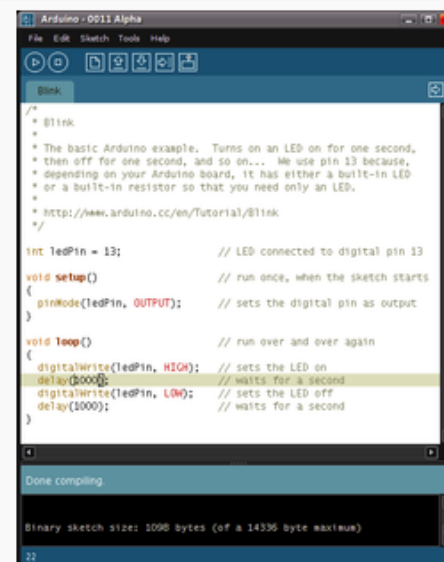 Arduino - 0011 Alpha
File Edit Sketch Tools Help
Blink
/*
* Blink
*
* The basic Arduino example. Turns on an LED on for one second,
* then off for one second, and so on... We use pin 13 because,
* depending on your Arduino board, it has either a built-in LED
* or a built-in resistor so that you need only an LED.
*
* http://www.arduino.cc/en/Tutorial/Blink
*/
int ledPin = 13; // LED connected to digital pin 13
void setup() // run once, when the sketch starts
{
pinMode(ledPin, OUTPUT); // sets the digital pin as output
}
void loop() // run over and over again
{
digitalWrite(ledPin, HIGH); // sets the LED on
delay(1000); // waits for a second
digitalWrite(ledPin, LOW); // sets the LED off
delay(1000); // waits for a second
}
Done compiling.
Binary sketch size: 1098 bytes (of a 14336 byte maximum)
22